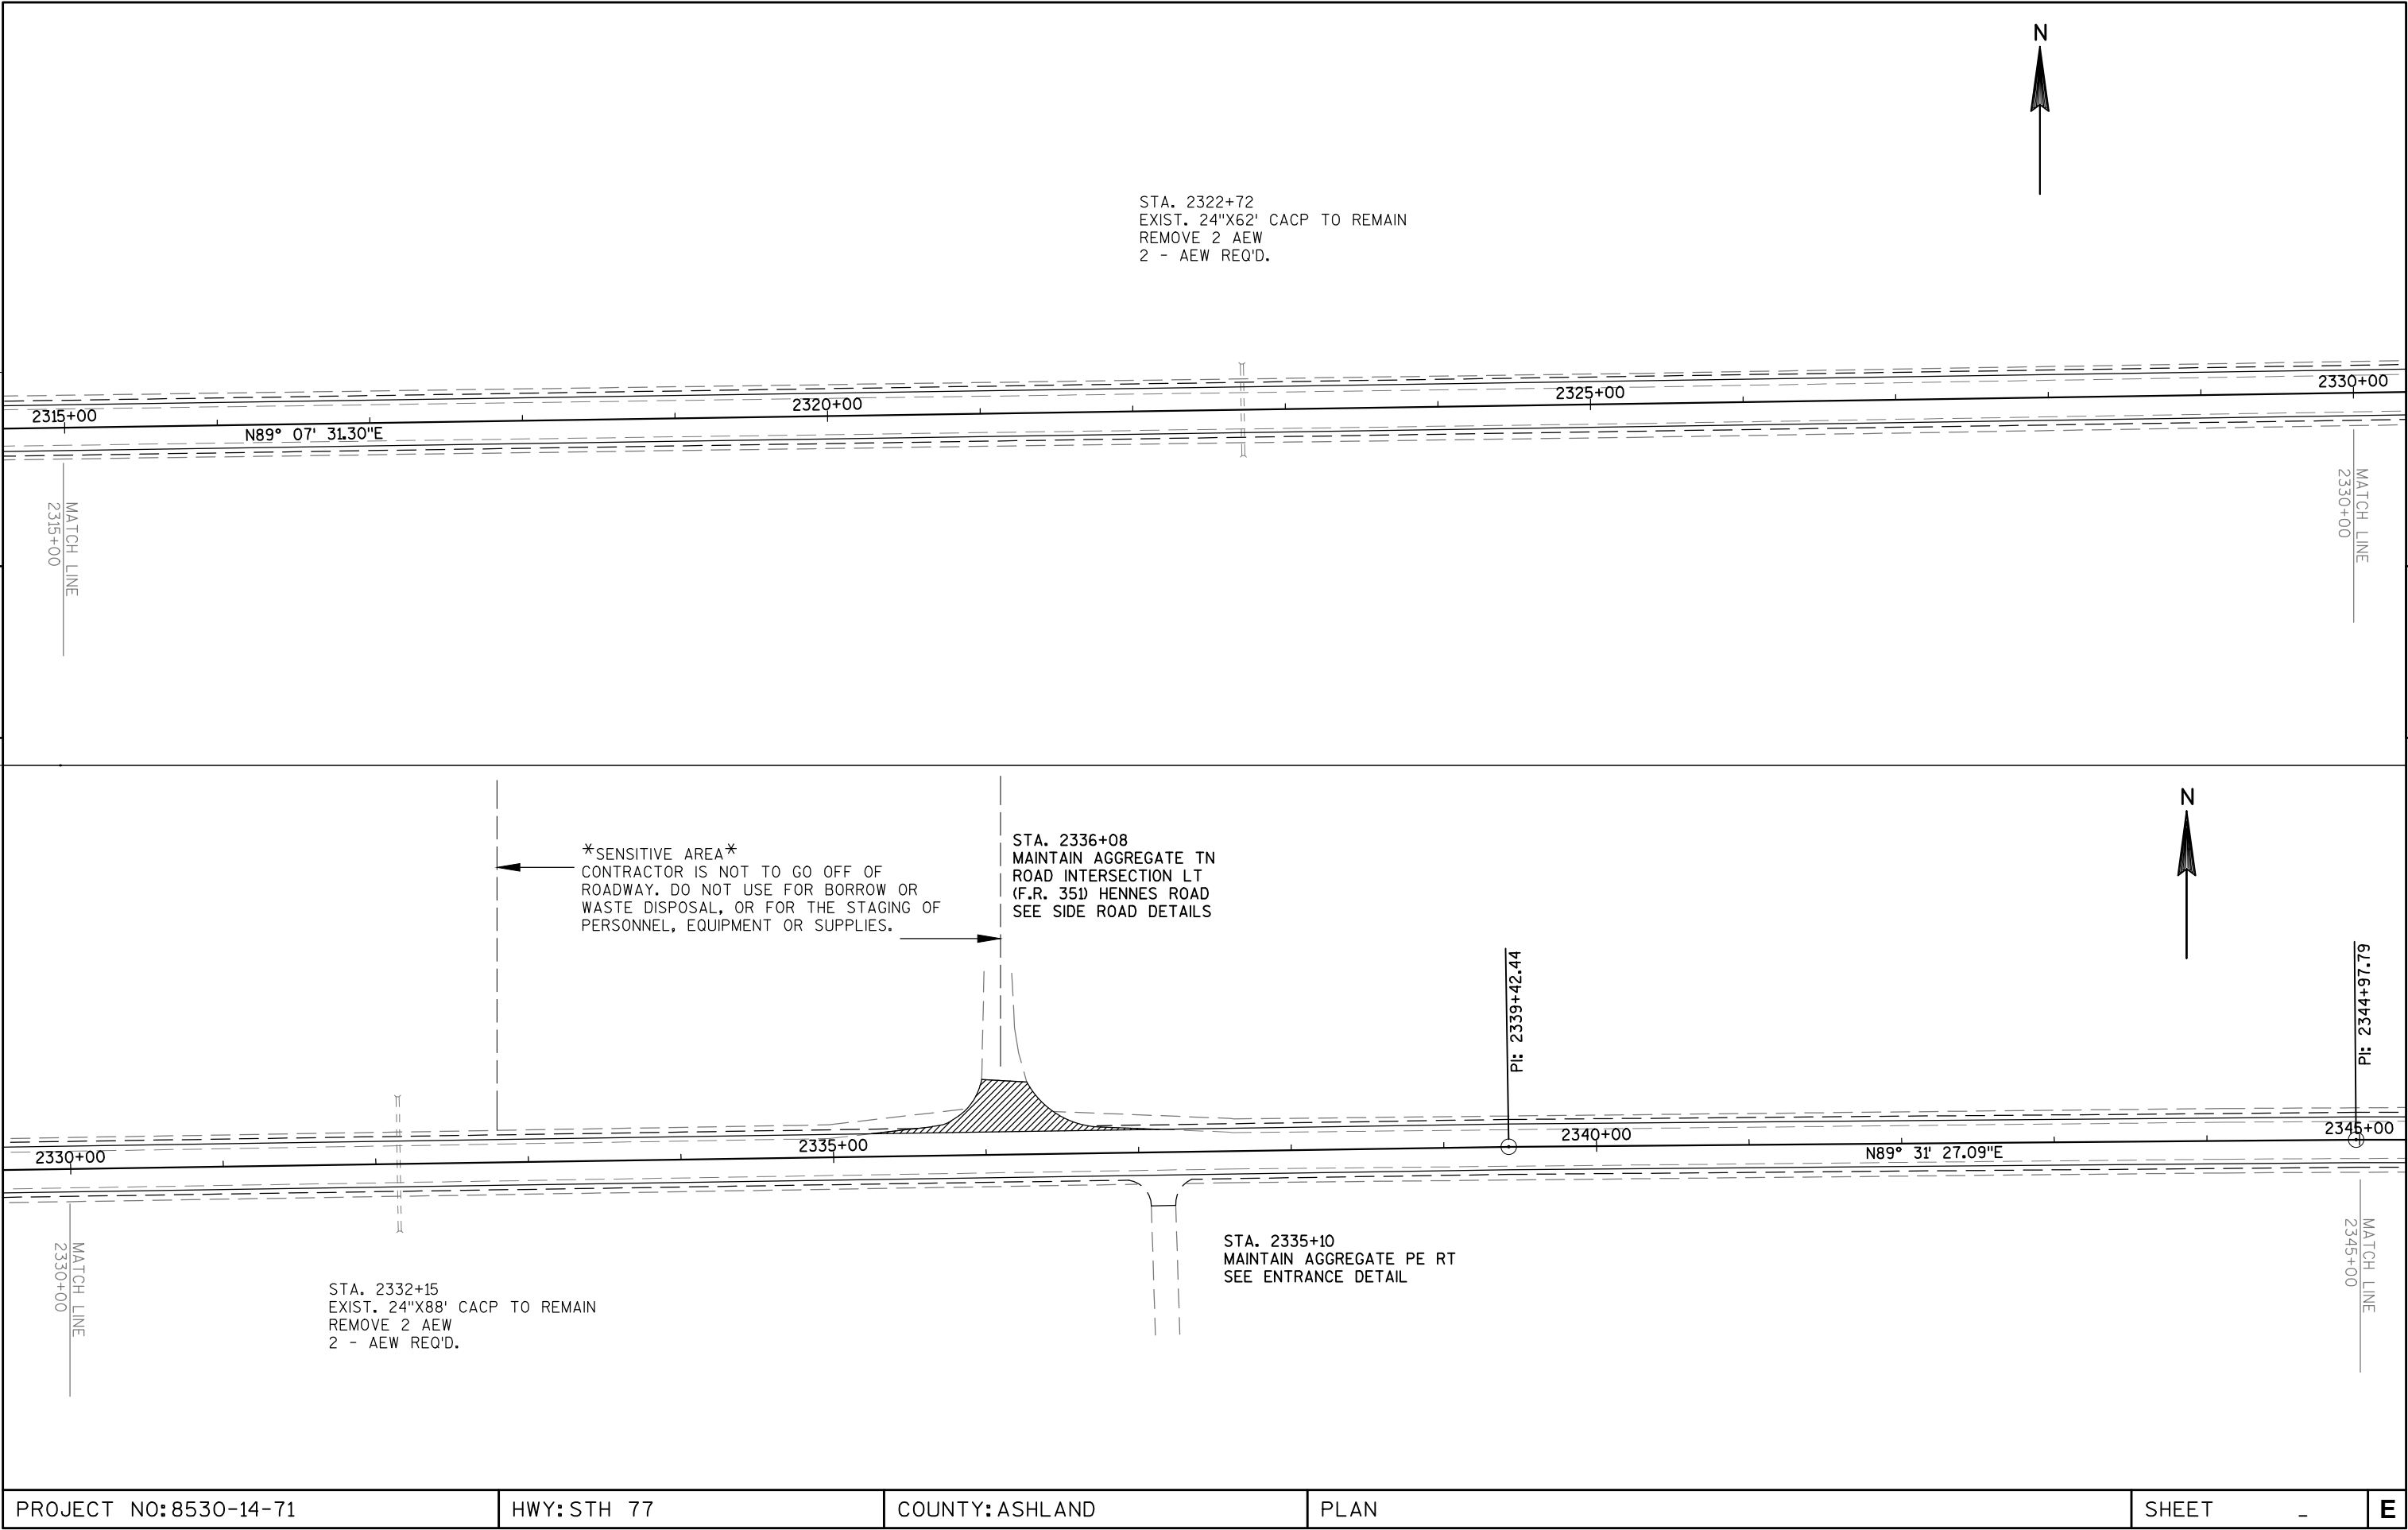 N
STA. 2322+72
EXIST. 24"X62' CACP TO REMAIN
REMOVE 2 AEW
2 - AEW REQ'D.
2315+00
2320+00
2325+00
2330+00
N89° 07' 31.30"E
MATCH LINE
2315+00
MATCH LINE
2330+00
N
*SENSITIVE AREA*
CONTRACTOR IS NOT TO GO OFF OF
ROADWAY. DO NOT USE FOR BORROW OR
WASTE DISPOSAL, OR FOR THE STAGING OF
PERSONNEL, EQUIPMENT OR SUPPLIES.
STA. 2336+08
MAINTAIN AGGREGATE TN
ROAD INTERSECTION LT
(F.R. 351) HENNES ROAD
SEE SIDE ROAD DETAILS
PI: 2339+42.44
PI: 2344+97.79
2330+00
2335+00
2340+00
2345+00
N89° 31' 27.09"E
MATCH LINE
2330+00
STA. 2332+15
EXIST. 24"X88' CACP TO REMAIN
REMOVE 2 AEW
2 - AEW REQ'D.
STA. 2335+10
MAINTAIN AGGREGATE PE RT
SEE ENTRANCE DETAIL
MATCH LINE
2345+00
PROJECT NO:8530-14-71
HWY:STH 77
COUNTY:ASHLAND
PLAN
SHEET _
E